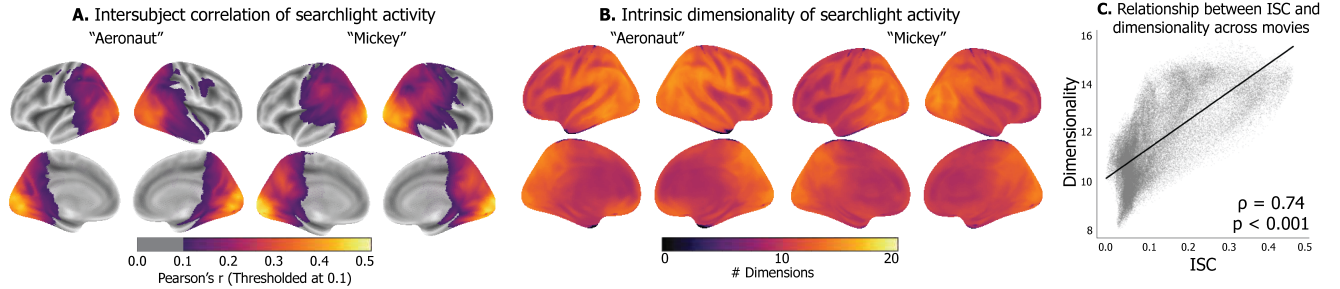 A. Intersubject correlation of searchlight activity
“Aeronaut” “Mickey”
0.0 0.1 0.2 0.3 0.4 0.5
Pearson’s r (Thresholded at 0.1)
B. Intrinsic dimensionality of searchlight activity
“Aeronaut” “Mickey”
0 10 20
# Dimensions
C. Relationship between ISC and
dimensionality across movies
Dimensionality
16
14
12
10
8
ρ = 0.74
p < 0.001
0.0 0.1 0.2 0.3 0.4 0.5
ISC